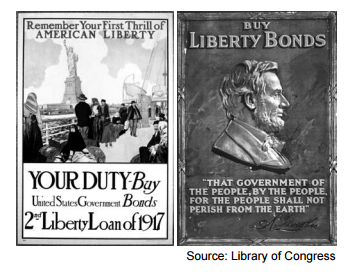 Remember Your First Thrill of
AMERICAN LIBERTY
YOUR DUTY-Buy
United States Government Bonds
2nd Liberty Loan of 1917
BUY
LIBERTY BONDS
"THAT GOVERNMENT OF
THE PEOPLE, BY THE PEOPLE,
FOR THE PEOPLE SHALL NOT
PERISH FROM THE EARTH"
A. Lincoln
Source: Library of Congress